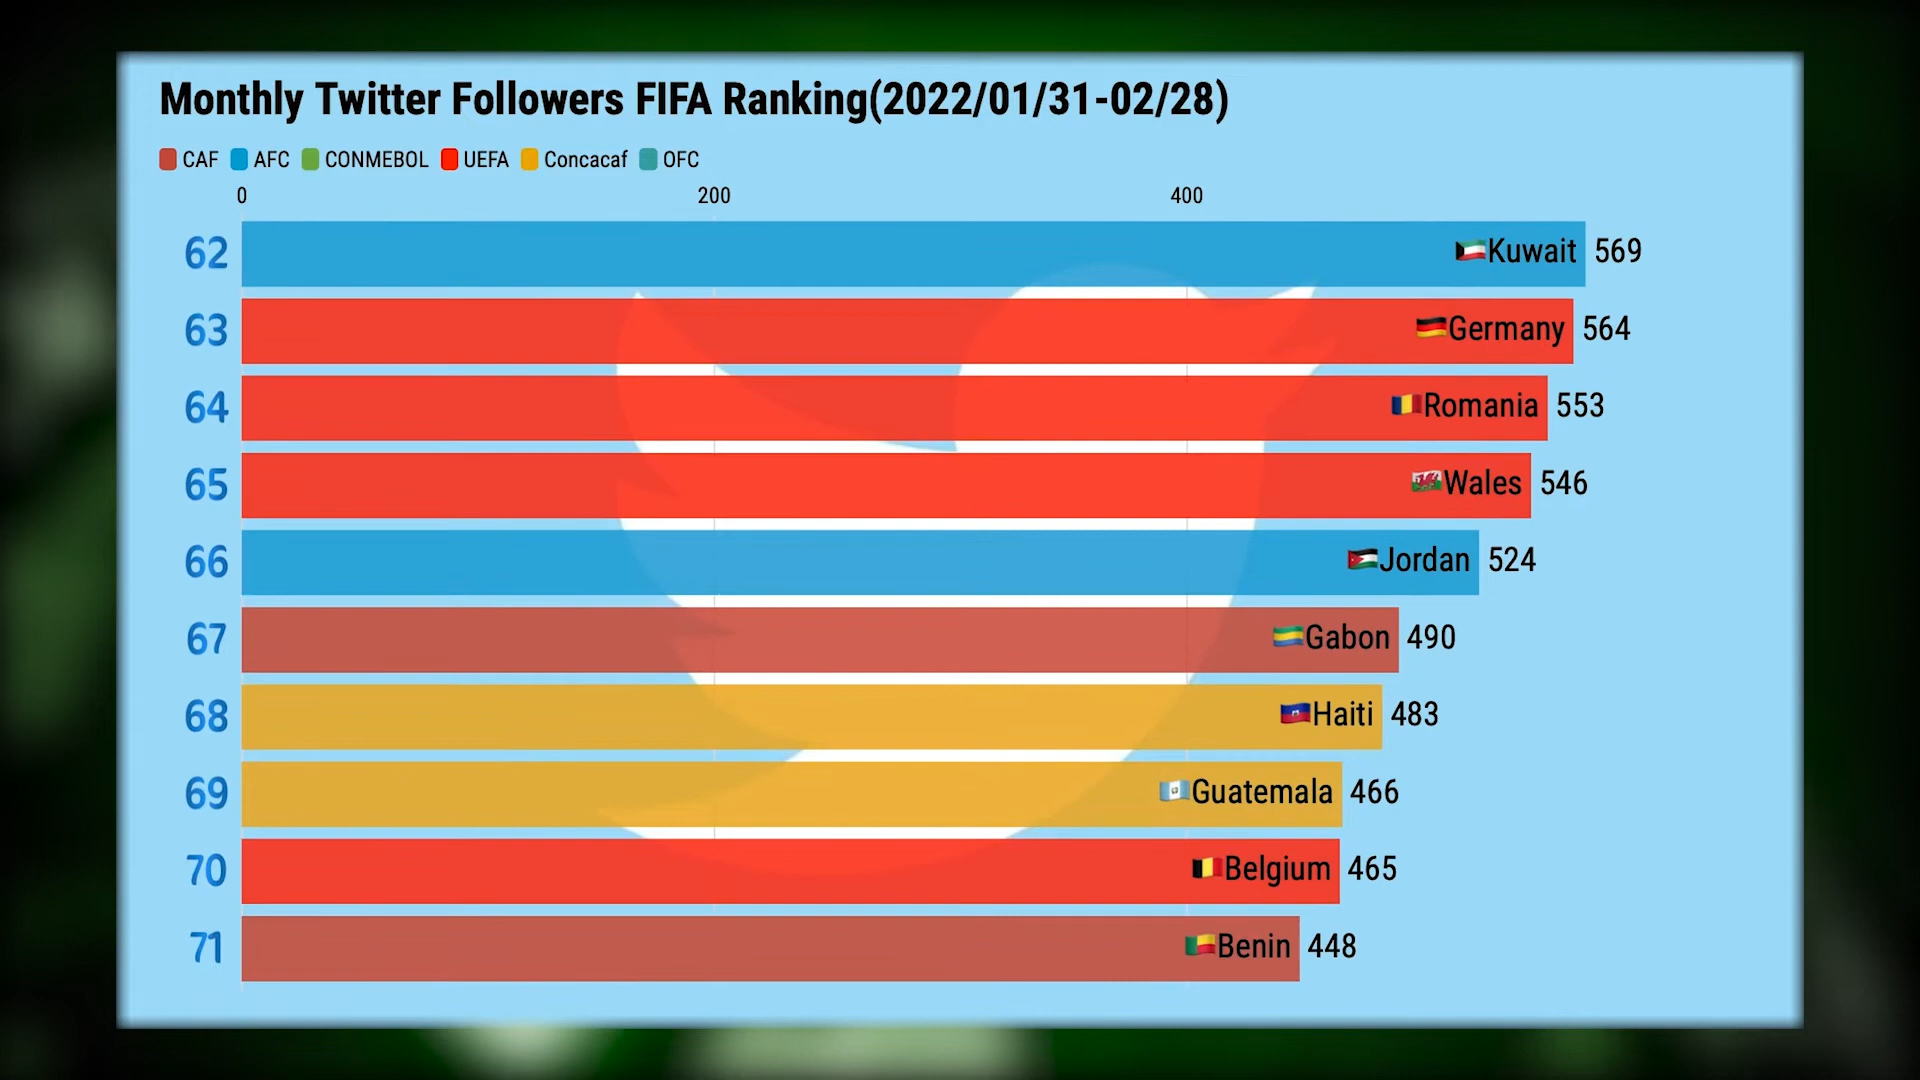 Monthly Twitter Followers FIFA Ranking(2022/01/31-02/28)
CAF AFC CONMEBOL UEFA Concacaf OFC
0 200 400
62 Kuwait 569
63 Germany 564
64 Romania 553
65 Wales 546
66 Jordan 524
67 Gabon 490
68 Haiti 483
69 Guatemala 466
70 Belgium 465
71 Benin 448